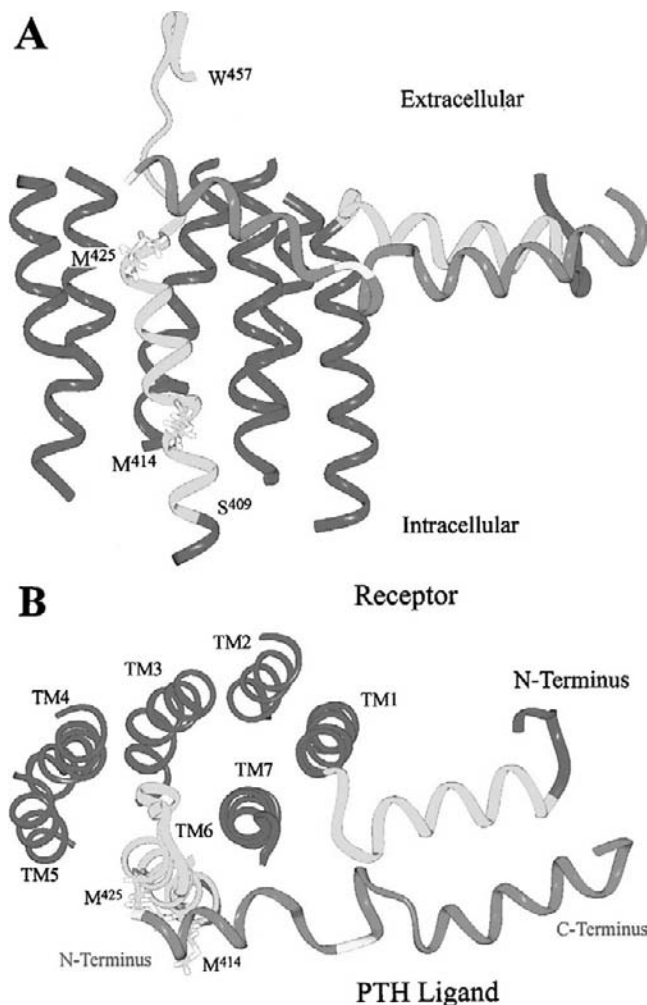 A
W457
Extracellular
M425
M414
S409
Intracellular
B
Receptor
TM2
TM3
TM4
TM1
N-Terminus
TM7
TM6
TM5
M425
N-Terminus
M414
C-Terminus
PTH Ligand